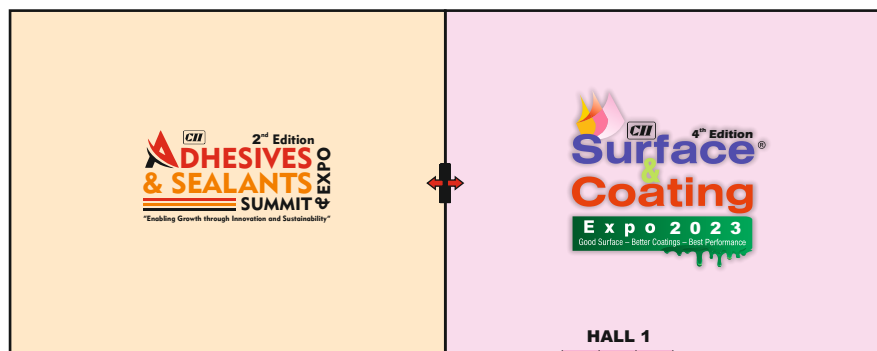 CII
2nd Edition
ADHESIVES
& SEALANTS
SUMMIT
& EXPO
"Enabling Growth through Innovation and Sustainability"
CII
4th Edition
Surface®
&
Coating
Expo 2023
Good Surface – Better Coatings – Best Performance
HALL 1